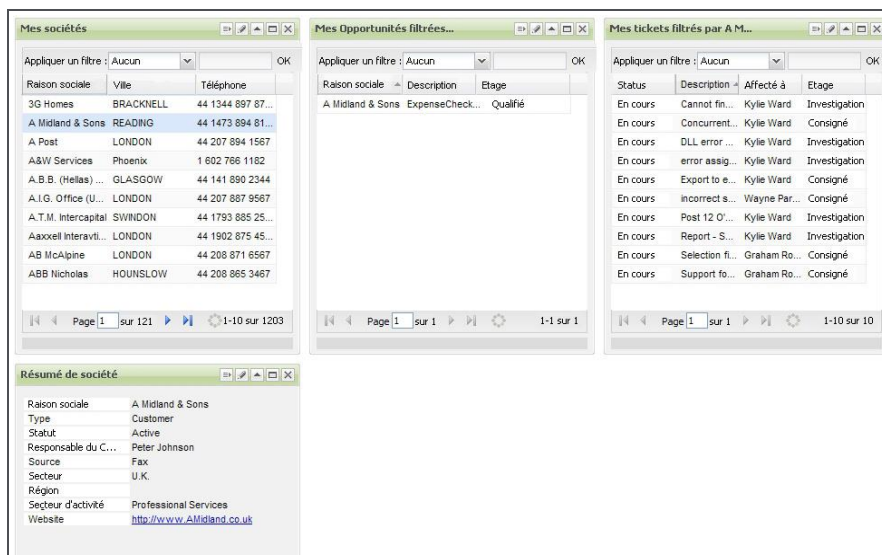 Mes sociétés
Appliquer un filtre : Aucun OK
Raison sociale Ville Téléphone
3G Homes BRACKNELL 44 1344 897 87...
A Midland & Sons READING 44 1473 894 81...
A Post LONDON 44 207 894 1567
A&W Services Phoenix 1 602 766 1182
A.B.B. (Hellas) ... GLASGOW 44 141 890 2344
A.I.G. Office (U... LONDON 44 207 887 9567
A.T.M. Intercapital SWINDON 44 1793 885 25...
Aaxxell Interavti... LONDON 44 1902 875 45...
AB McAlpine LONDON 44 208 871 6567
ABB Nicholas HOUNSLOW 44 208 865 3467
Page 1 sur 121 1-10 sur 1203
Mes Opportunités filtrées...
Appliquer un filtre : Aucun OK
Raison sociale Description Etage
A Midland & Sons ExpenseCheck... Qualifié
Page 1 sur 1 1-1 sur 1
Mes tickets filtrés par A M...
Appliquer un filtre : Aucun OK
Status Description Affecté à Etage
En cours Cannot fin... Kylie Ward Investigation
En cours Concurrent... Kylie Ward Consigné
En cours DLL error ... Kylie Ward Investigation
En cours error assig... Kylie Ward Investigation
En cours Export to e... Kylie Ward Consigné
En cours incorrect s... Wayne Par... Consigné
En cours Post 12 O'... Kylie Ward Investigation
En cours Report - S... Kylie Ward Investigation
En cours Selection fi... Graham Ro... Consigné
En cours Support fo... Graham Ro... Consigné
Page 1 sur 1 1-10 sur 10
Résumé de société
Raison sociale A Midland & Sons
Type Customer
Statut Active
Responsable du C... Peter Johnson
Source Fax
Secteur U.K.
Région
Secteur d'activité Professional Services
Website http://www.AMidland.co.uk